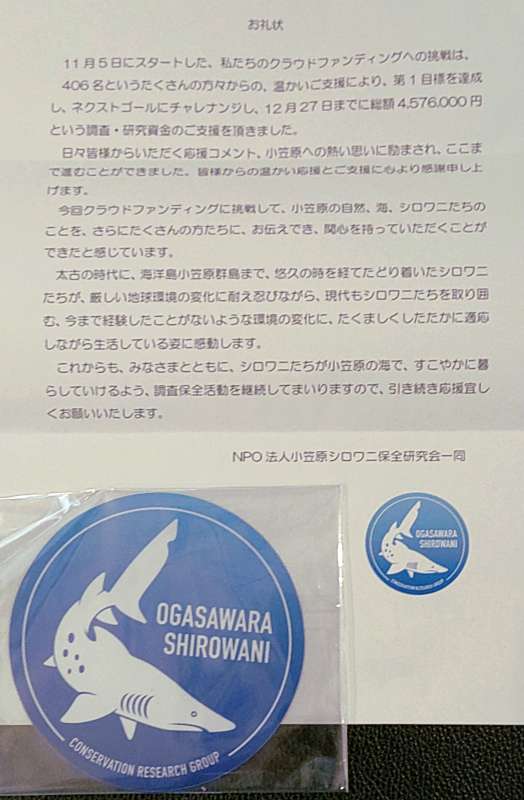 お礼状
11月5日にスタートした、私たちのクラウドファンディングへの挑戦は、
406名というたくさんの方々からの、温かいご支援により、第1目標を達成
し、ネクストゴールにチャレナンジし、12月27日までに総額4,576,000円
という調査・研究資金のご支援を頂きました。
日々皆様からいただく応援コメント、小笠原への熱い思いに励まされ、ここま
で進むことができました。皆様からの温かい応援とご支援に心より感謝申し上
げます。
今回クラウドファンディングに挑戦して、小笠原の自然、海、シロワニたちの
ことを、さらにたくさんの方たちに、お伝えでき、関心を持っていただくことが
できたと感じています。
太古の時代に、海洋島小笠原群島まで、悠久の時を経てたどり着いたシロワニ
たちが、厳しい地球環境の変化に耐え忍びながら、現代もシロワニたちを取り囲
む、今まで経験したことがないような環境の変化に、たくましくしたたかに適応
しながら生活している姿に感動します。
これからも、みなさまとともに、シロワニたちが小笠原の海で、すこやかに暮
らしていけるよう、調査保全活動を継続してまいりますので、引き続き応援宜し
くお願いいたします。
NPO法人小笠原シロワニ保全研究会一同
OGASAWARA
SHIROWANI
CONSERVATION RESEARCH GROUP
OGASAWARA
SHIROWANI
CONSERVATION RESEARCH GROUP